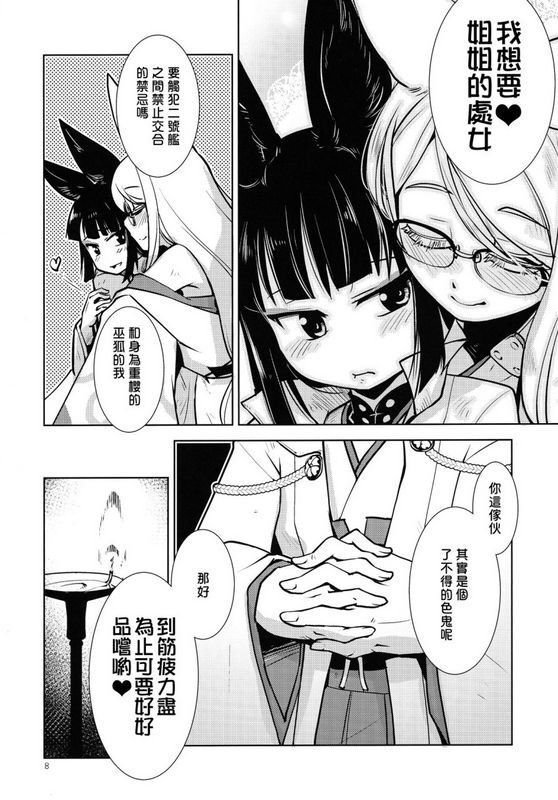 我想要♥
姐姐的處女
要觸犯二號艦
之間禁止交合
的禁忌嗎
和身為重櫻的
巫狐的我
你這傢伙
其實是個
了不得的色鬼呢
那好
到筋疲力盡
為止可要好好
品嚐喲♥
8